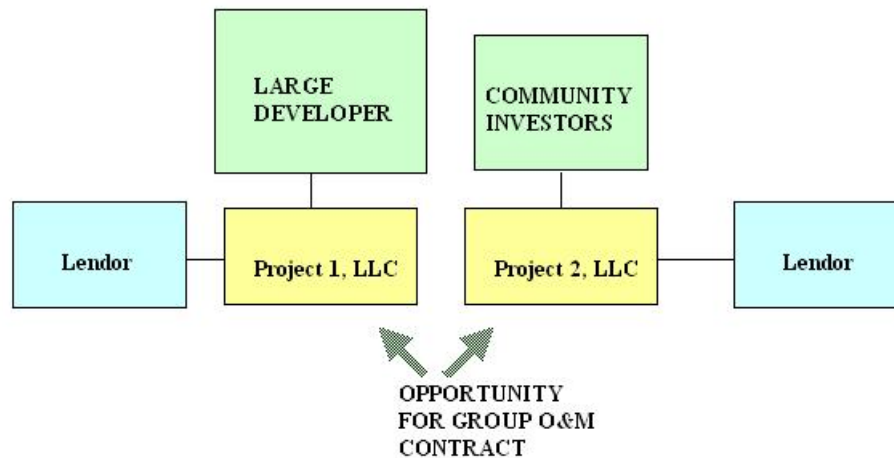 LARGE
DEVELOPER
COMMUNITY
INVESTORS
Lendor
Project 1, LLC
Project 2, LLC
Lendor
OPPORTUNITY
FOR GROUP O&M
CONTRACT